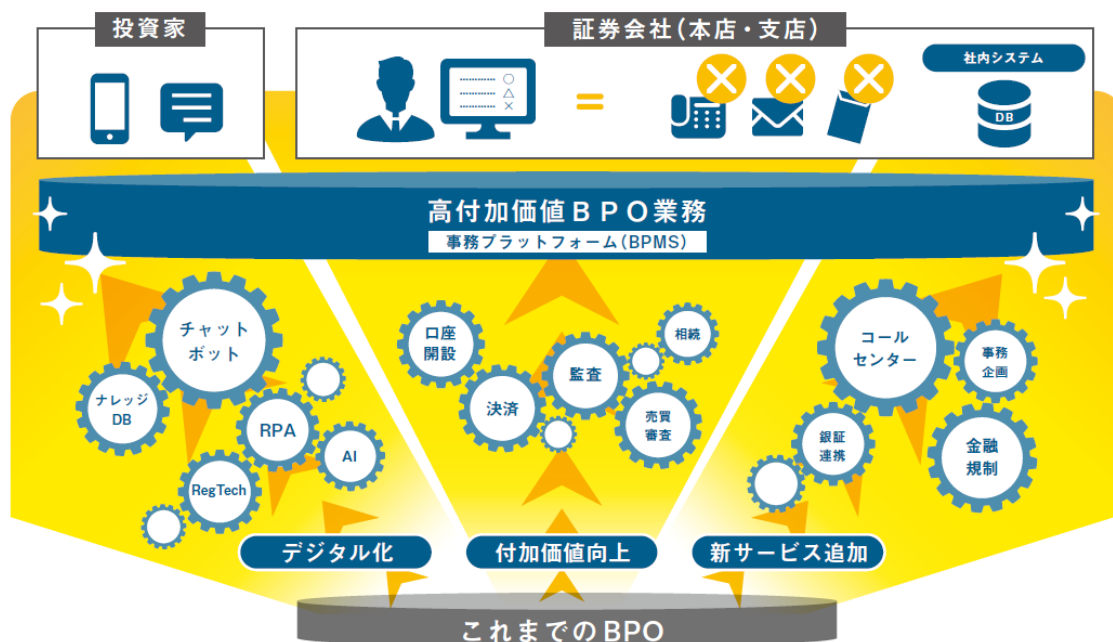 投資家
証券会社(本店・支店)
社内システム
DB
............ ○
............ △
............ ×
=
高付加価値BPO業務
事務プラットフォーム(BPMS)
チャット
ボット
ナレッジ
DB
RPA
AI
RegTech
口座
開設
決済
監査
相続
売買
審査
コール
センター
事務
企画
銀証
連携
金融
規制
デジタル化
付加価値向上
新サービス追加
これまでのBPO